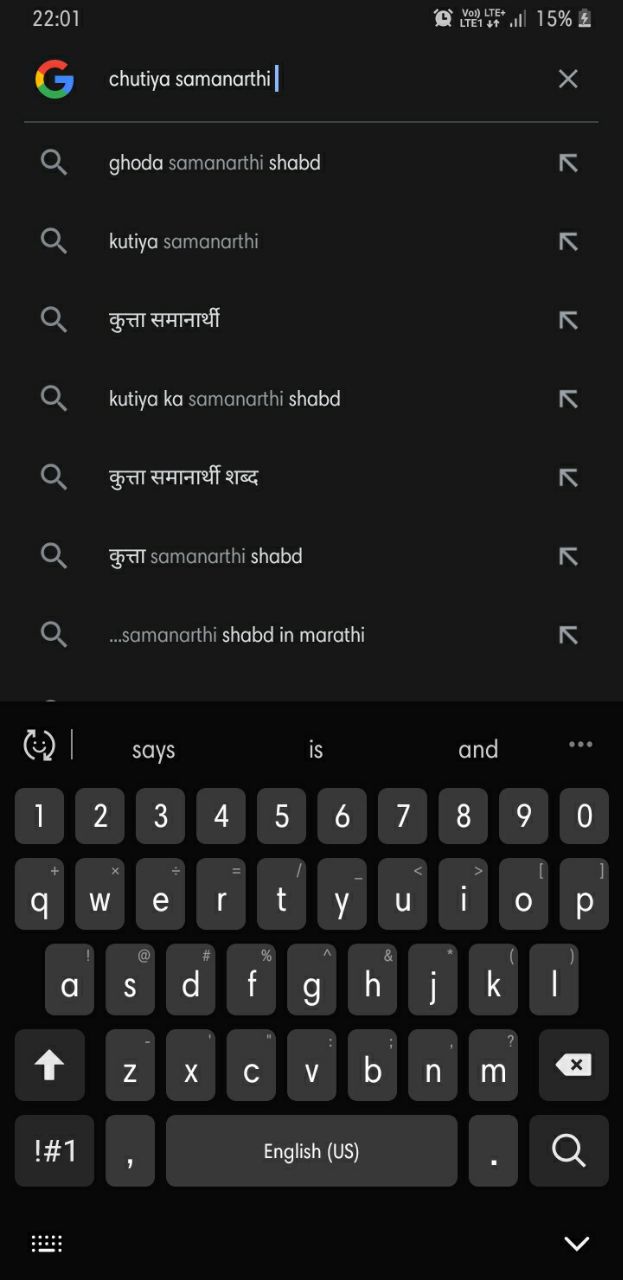 22:01 Vo)) LTE+ LTE1 15%
chutiya samanarthi
ghoda samanarthi shabd
kutiya samanarthi
कुत्ता समानार्थी
kutiya ka samanarthi shabd
कुत्ता समानार्थी शब्द
कुत्ता samanarthi shabd
...samanarthi shabd in marathi
says is and
1 2 3 4 5 6 7 8 9 0
+ × ÷ = / _ < > [ ]
q w e r t y u i o p
! @ # % ^ & * ( )
a s d f g h j k l
- ' " : ; , ?
z x c v b n m
!#1 , English (US) .